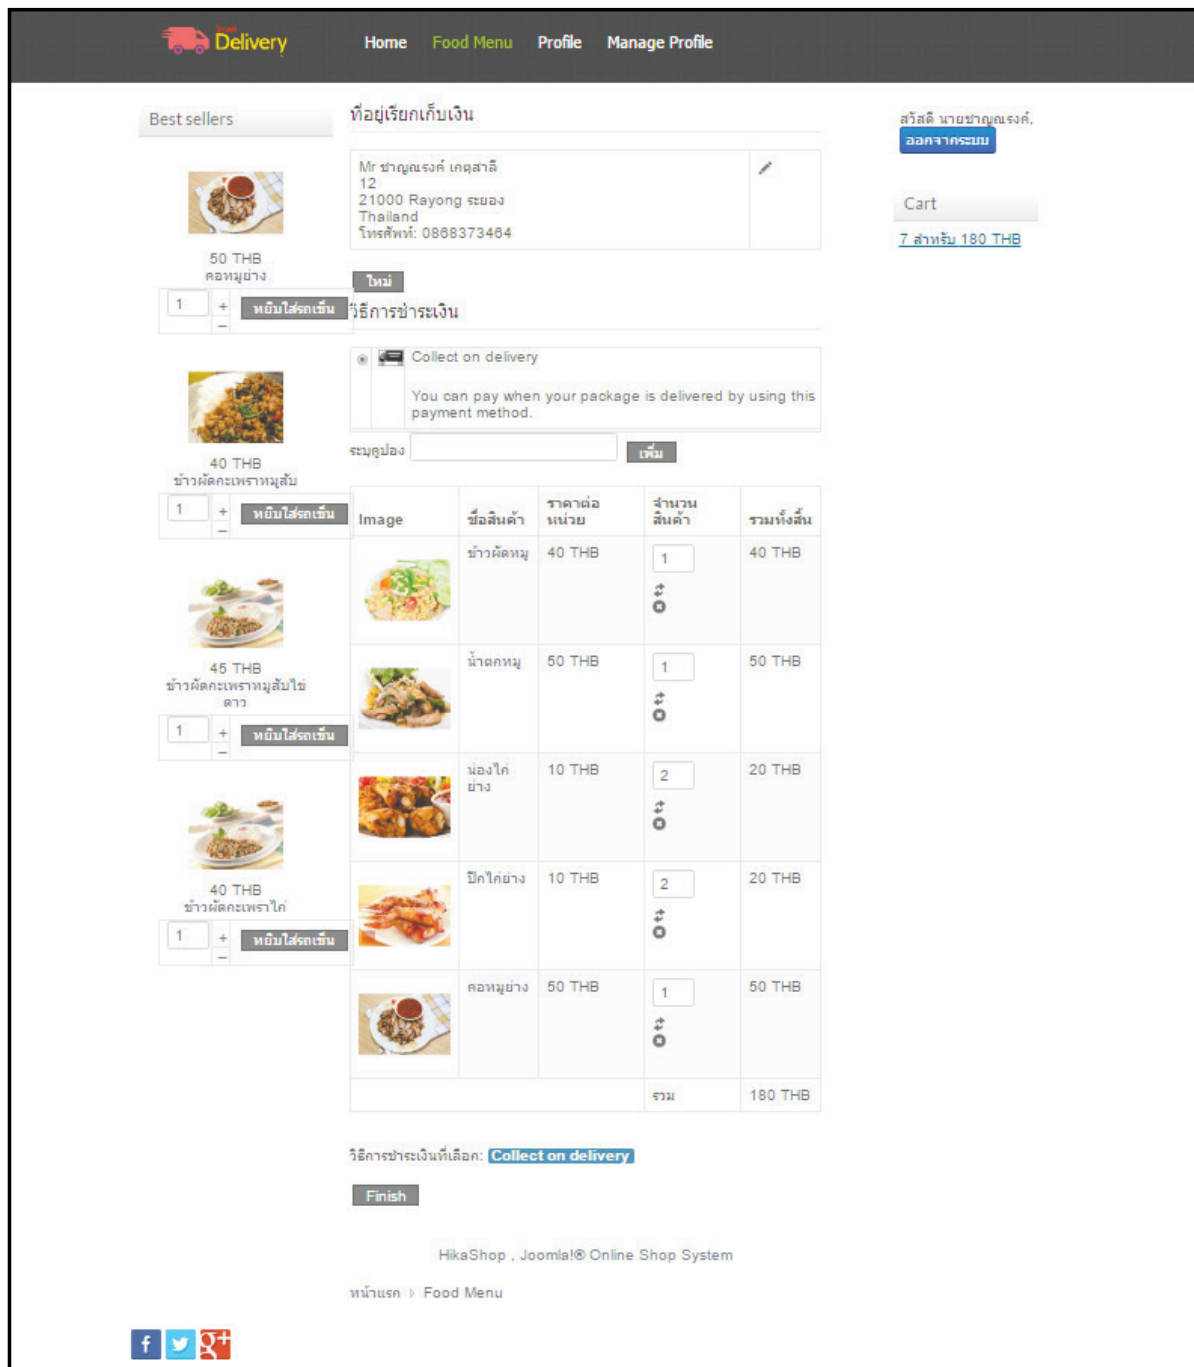 Delivery
Home Food Menu Profile Manage Profile
Best sellers
50 THB
คอหมูย่าง
1 + หยิบใส่รถเข็น
–
40 THB
ข้าวผัดกะเพราหมูสับ
1 + หยิบใส่รถเข็น
–
45 THB
ข้าวผัดกะเพราหมูสับไข่
ดาว
1 + หยิบใส่รถเข็น
–
40 THB
ข้าวผัดกะเพราไก่
1 + หยิบใส่รถเข็น
–
ที่อยู่เรียกเก็บเงิน
Mr ชาญณรงค์ เกตุสาลี
12
21000 Rayong ระยอง
Thailand
โทรศัพท์: 0868373464
ใหม่
วิธีการชำระเงิน
Collect on delivery
You can pay when your package is delivered by using this
payment method.
ระบุคูปอง เพิ่ม
Image ชื่อสินค้า ราคาต่อ จำนวน รวมทั้งสิ้น
หน่วย สินค้า
ข้าวผัดหมู 40 THB 1 40 THB
น้ำตกหมู 50 THB 1 50 THB
น่องไก่ 10 THB 2 20 THB
ย่าง
ปีกไก่ย่าง 10 THB 2 20 THB
คอหมูย่าง 50 THB 1 50 THB
รวม 180 THB
วิธีการชำระเงินที่เลือก: Collect on delivery
Finish
HikaShop , Joomla!® Online Shop System
หน้าแรก Food Menu
สวัสดี นายชาญณรงค์,
ออกจากระบบ
Cart
7 สำหรับ 180 THB